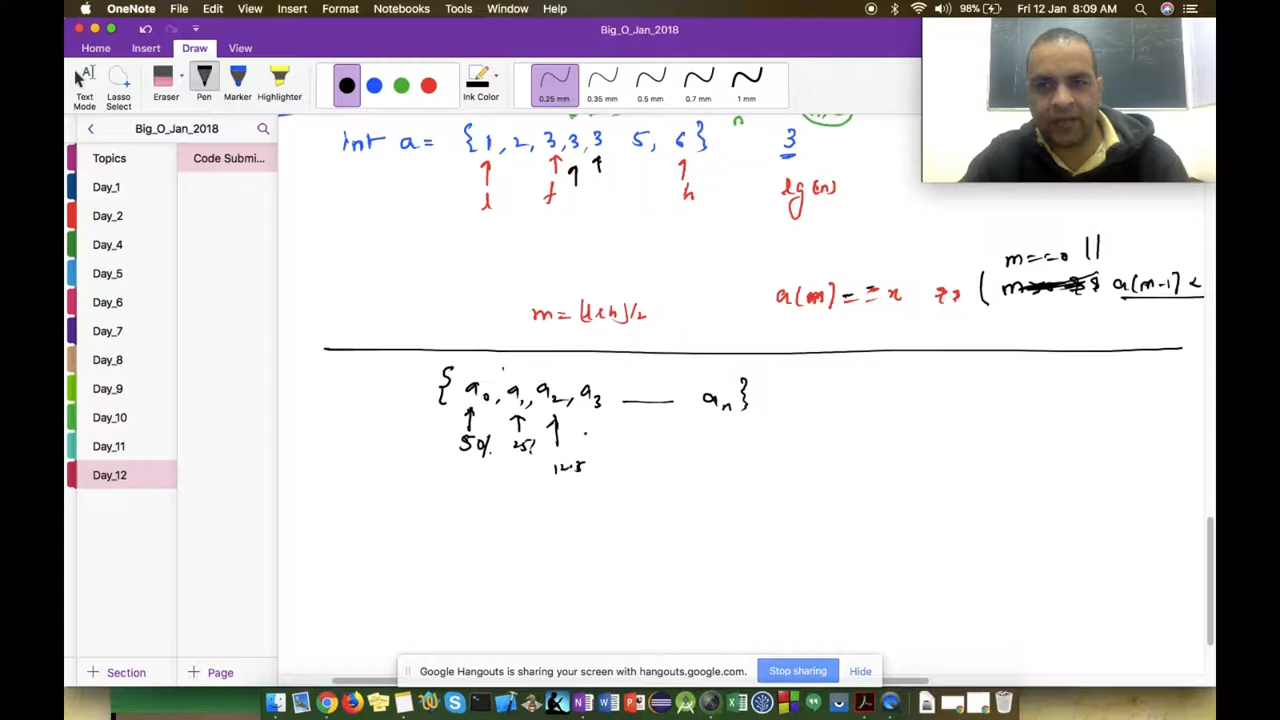 OneNote File Edit View Insert Format Notebooks Tools Window Help 98% Fri 12 Jan 8:09 AM
Big_O_Jan_2018
Home Insert Draw View
Text Mode Lasso Select Eraser Pen Marker Highlighter Ink Color 0.25 mm 0.35 mm 0.5 mm 0.7 mm 1 mm
Big_O_Jan_2018
Topics
Code Submi...
Day_1
Day_2
Day_4
Day_5
Day_6
Day_7
Day_8
Day_9
Day_10
Day_11
Day_12
n
int a = {1, 2, 3, 3, 3 5, 6} 3
l f h lg(n)
m==0 ||
m = (l+h)/2 a(m) == x ( a(m-1) <
{ a0, a1, a2, a3 — an }
50% 25% 12.5
+ Section + Page
Google Hangouts is sharing your screen with hangouts.google.com. Stop sharing Hide